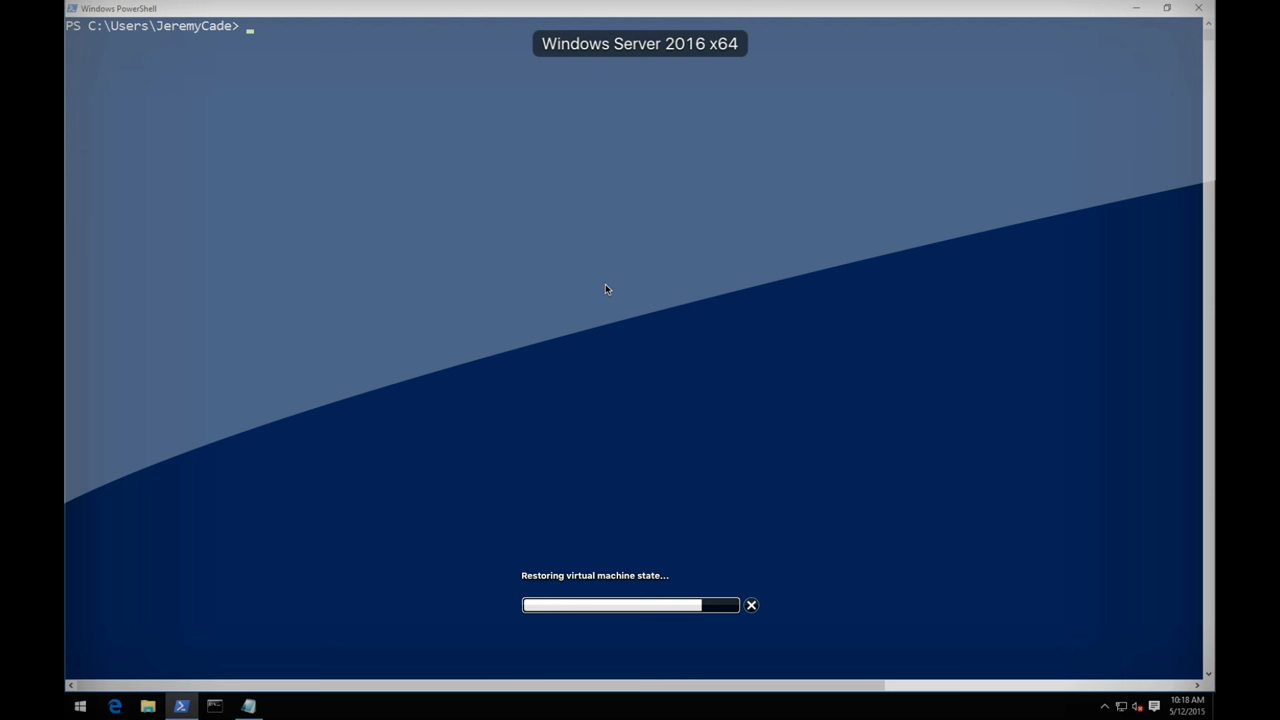 Windows PowerShell
PS C:\Users\JeremyCade>
Windows Server 2016 x64
Restoring virtual machine state...
10:18 AM
5/12/2015